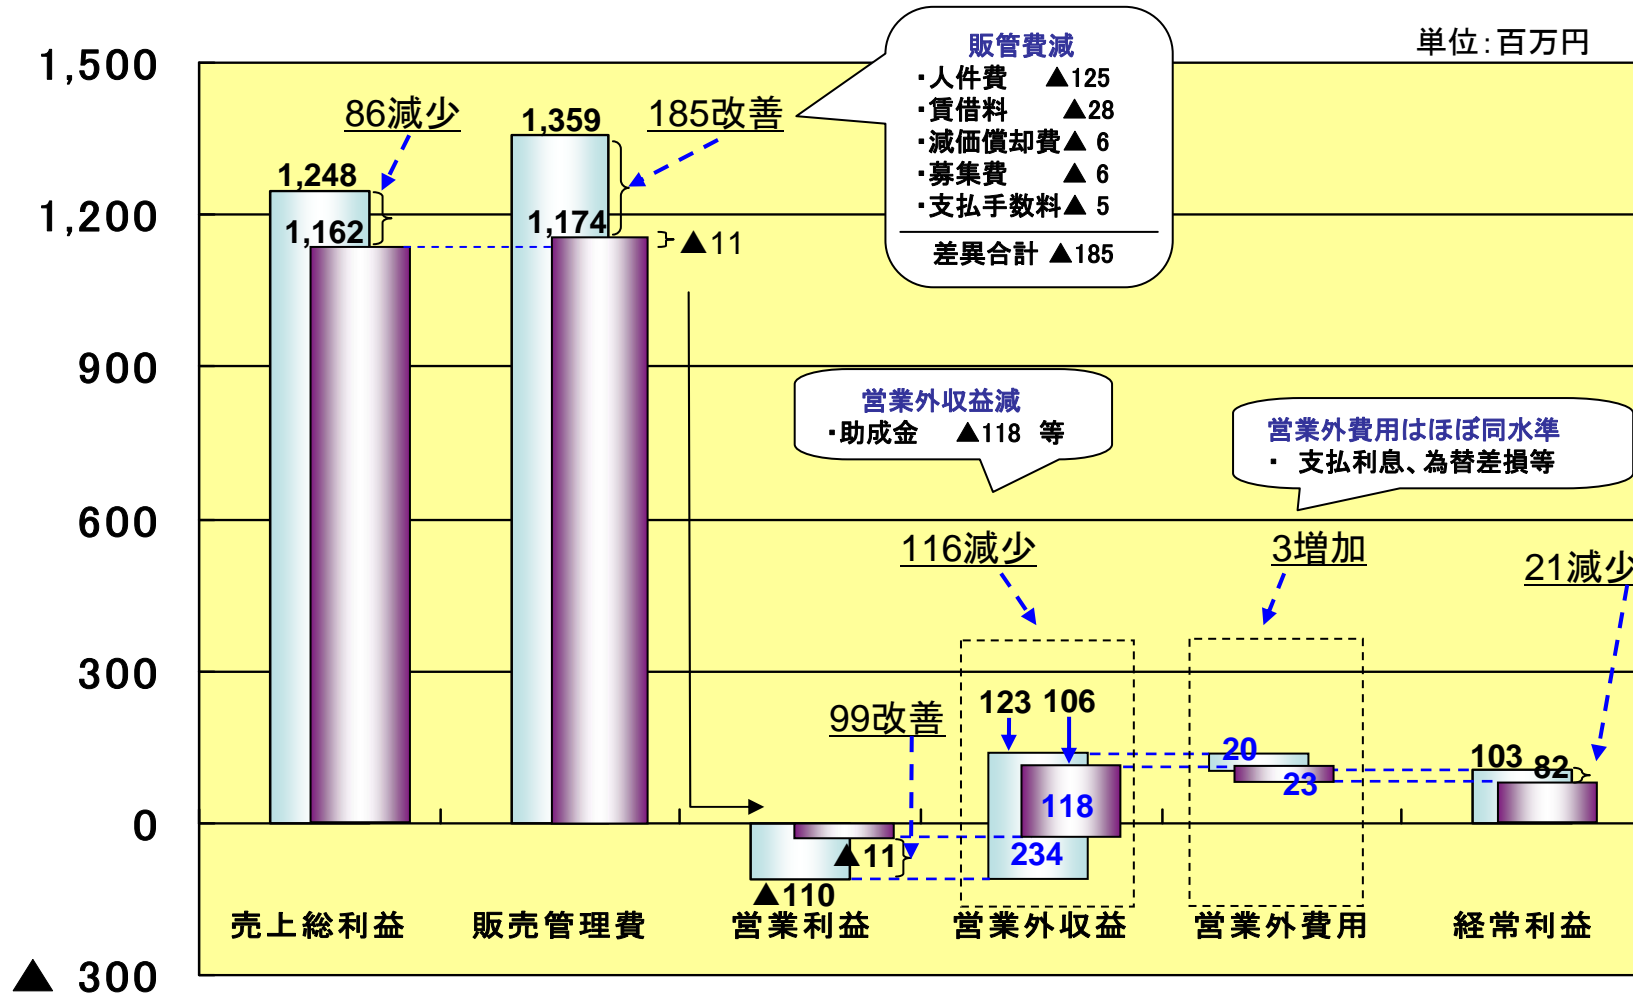 単位：百万円
1,500
1,200
900
600
300
0
▲ 300
86減少
1,248
1,162
185改善
1,359
1,174
▲11
販管費減
・人件費 ▲125
・賃借料 ▲28
・減価償却費▲ 6
・募集費 ▲ 6
・支払手数料▲ 5
差異合計 ▲185
営業外収益減
・助成金 ▲118 等
営業外費用はほぼ同水準
・ 支払利息、為替差損等
99改善
▲11
▲110
116減少
123
106
118
234
3増加
20
23
21減少
103
82
売上総利益
販売管理費
営業利益
営業外収益
営業外費用
経常利益